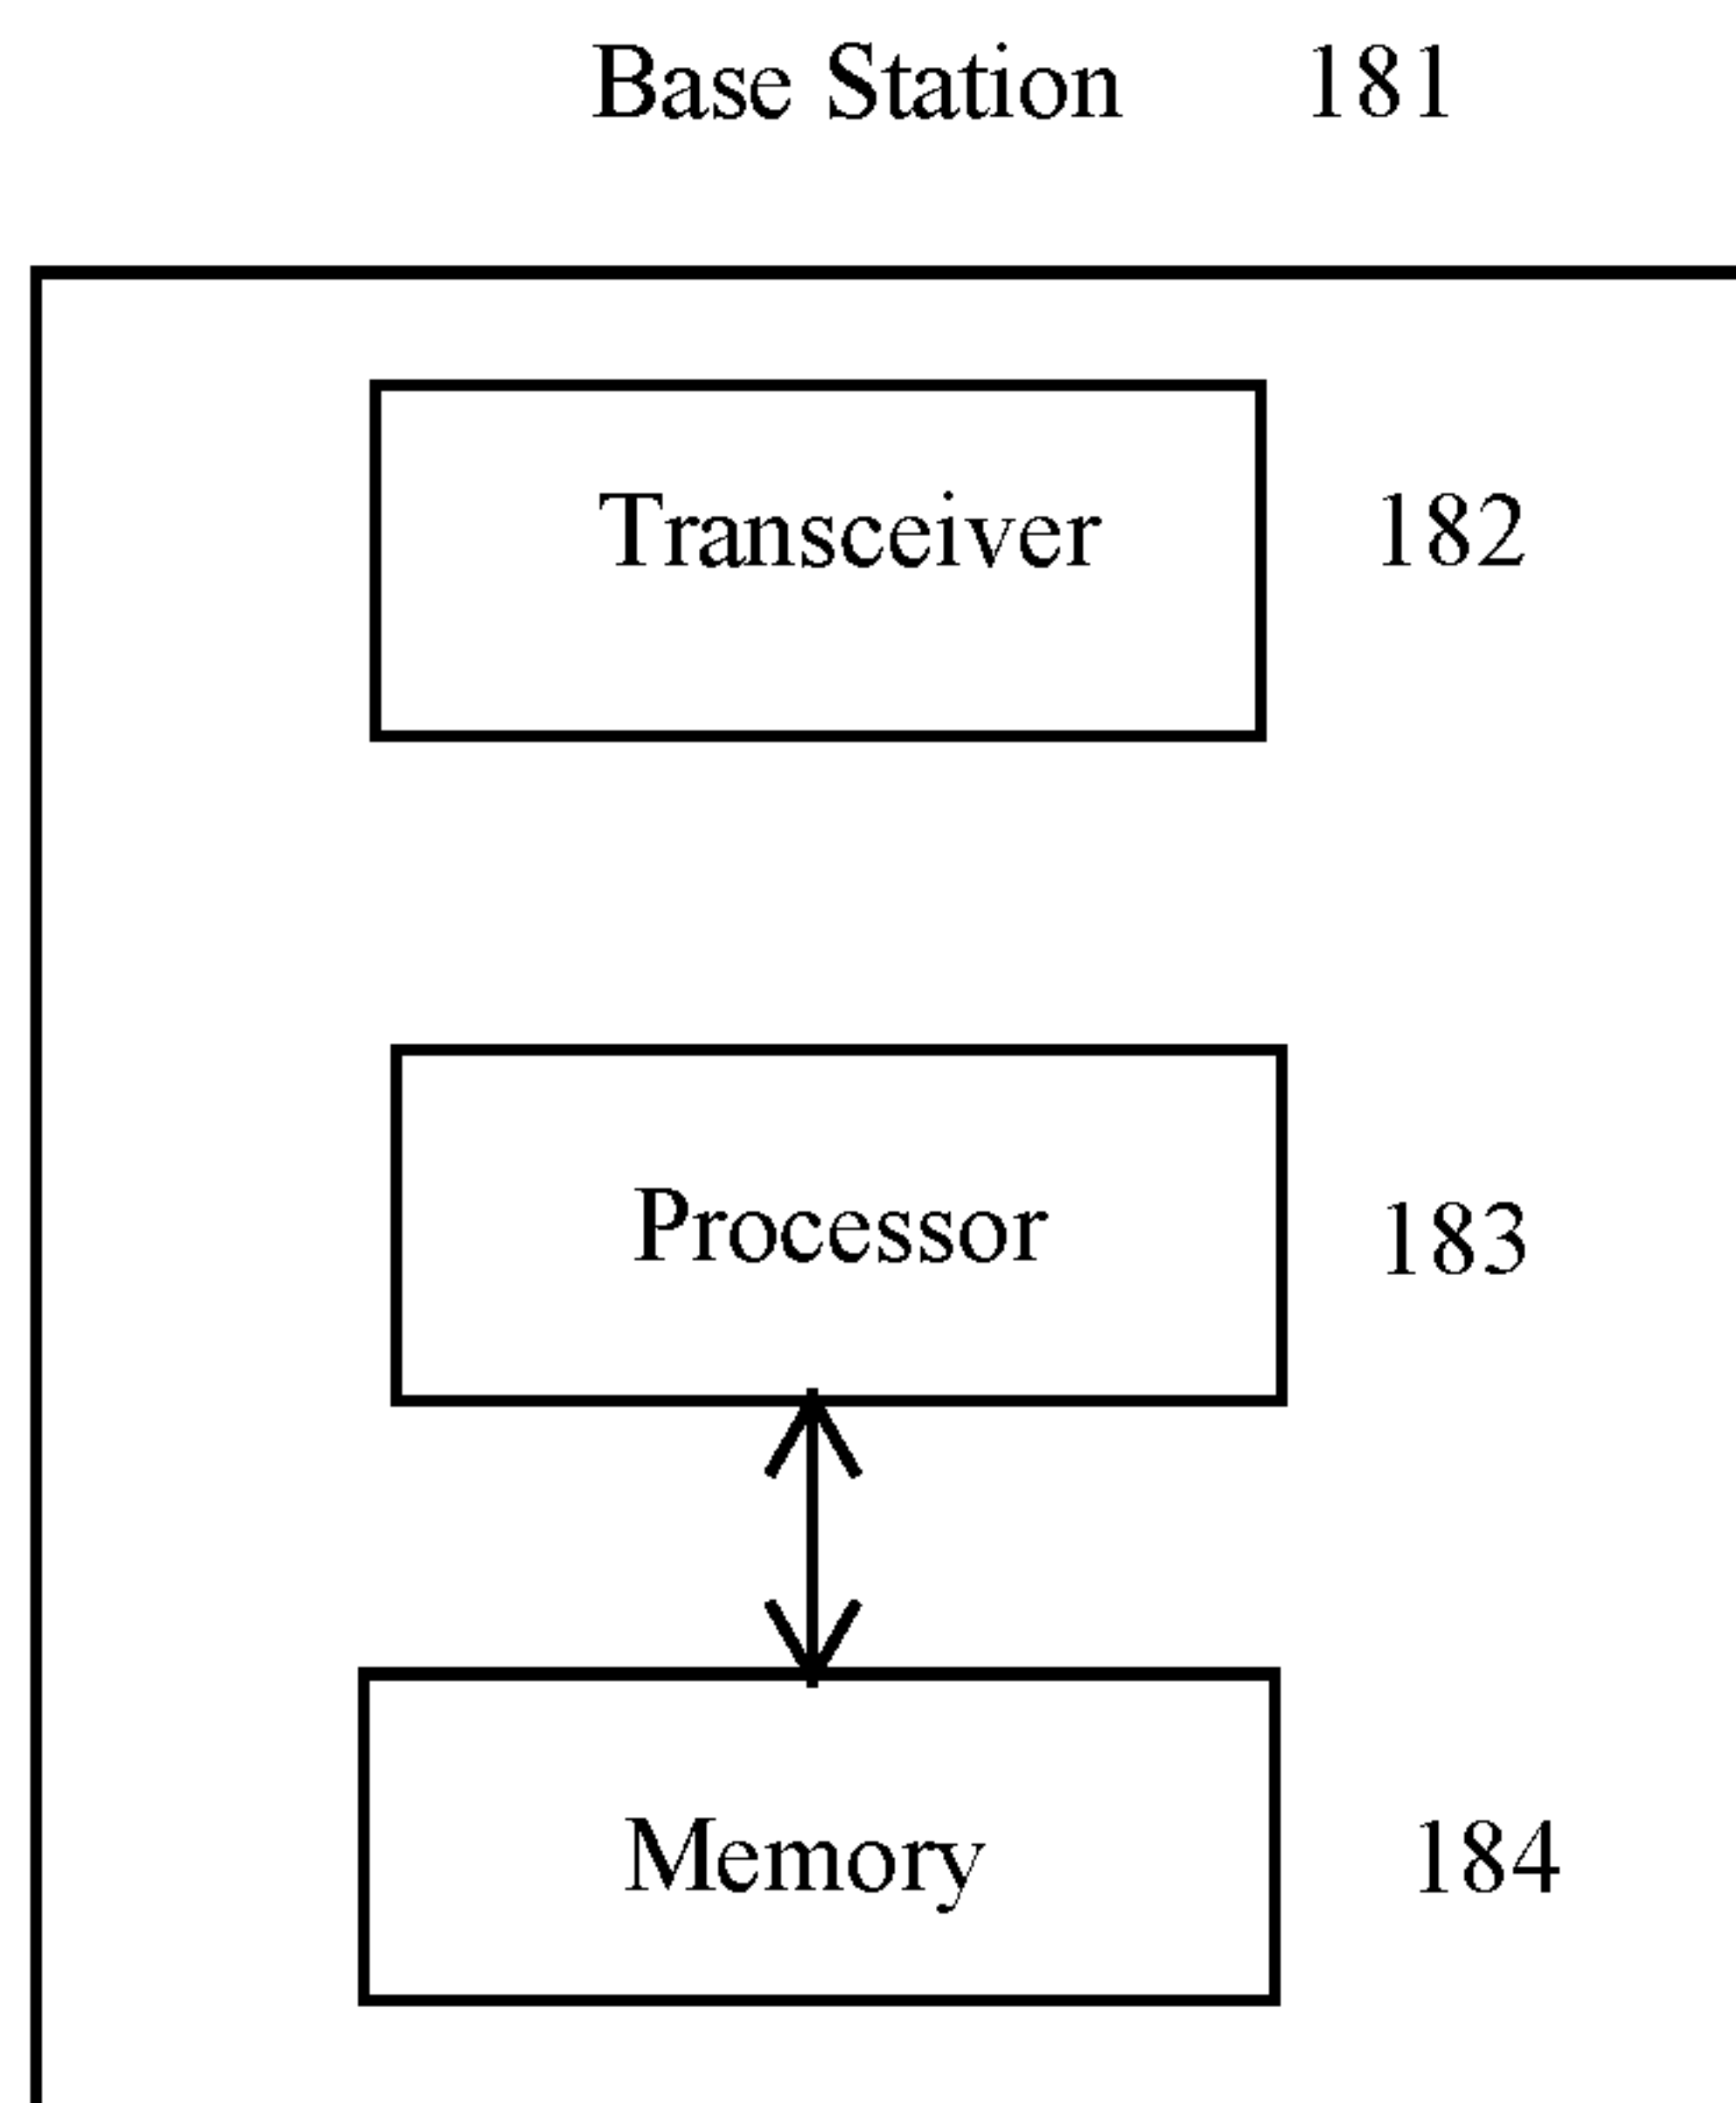 Base Station 181
Transceiver 182
Processor 183
Memory 184